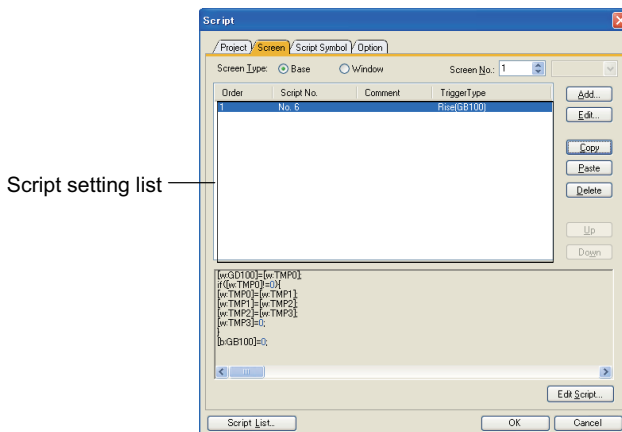 Script
Project Screen Script Symbol Option
Screen Type: Base Window Screen No.: 1
Order Script No. Comment TriggerType
1 No. 6 Rise(GB100)
Add...
Edit...
Copy
Paste
Delete
Up
Down
Script setting list
[w:GD100]=[w:TMP0];
if([w:TMP0]!=0){
[w:TMP0]=[w:TMP1];
[w:TMP1]=[w:TMP2];
[w:TMP2]=[w:TMP3];
[w:TMP3]=0;
}
[b:GB100]=0;
Edit Script...
Script List... OK Cancel